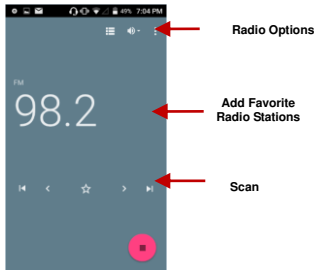 49% 7:04 PM
Radio Options
FM
98.2
Add Favorite
Radio Stations
Scan